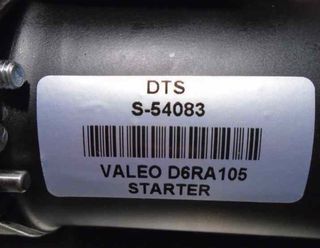 DTS
S-54083
VALEO D6RA105
STARTER